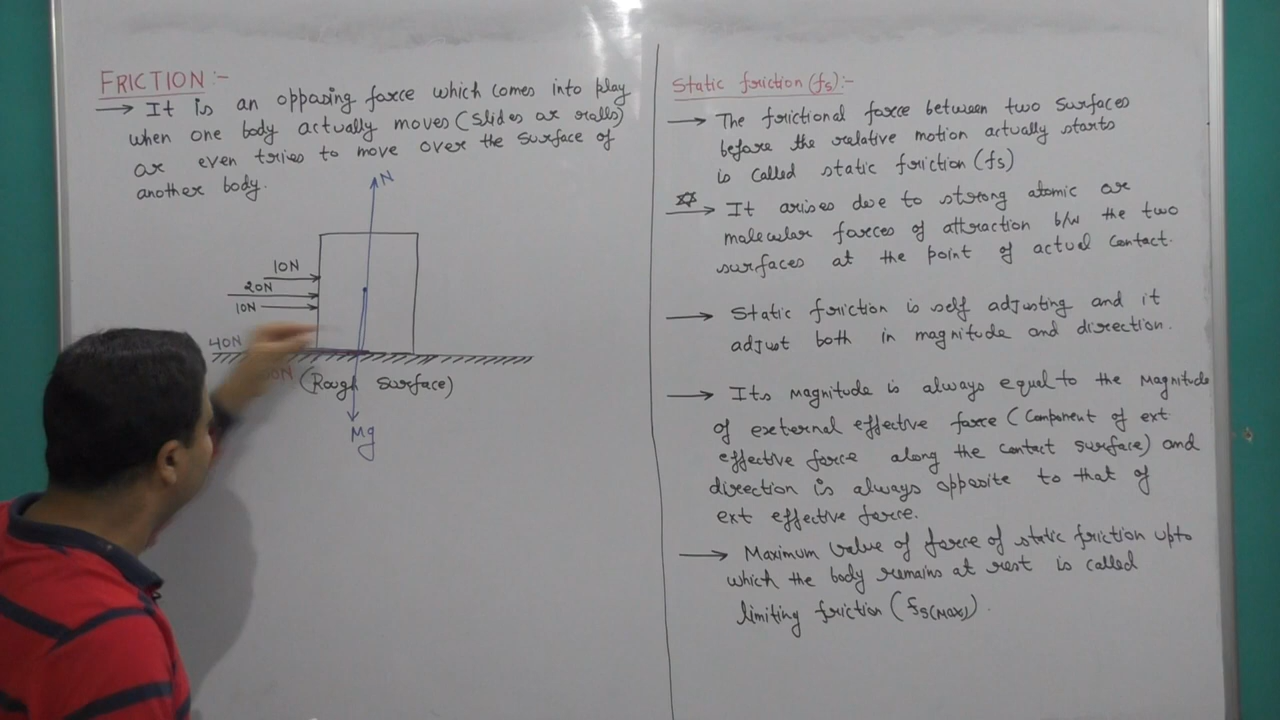 FRICTION:-
→ It is an opposing force which comes into play
when one body actually moves (slides or rolls)
or even tries to move over the surface of
another body.
N
10N
20N
10N
40N
(Rough surface)
Mg
Static friction (fs):-
→ The frictional force between two surfaces
before the relative motion actually starts
is called static friction (fs)
→ It arises due to strong atomic or
molecular forces of attraction b/w the two
surfaces at the point of actual contact.
→ Static friction is self adjusting and it
adjust both in magnitude and direction.
→ Its magnitude is always equal to the Magnitude
of external effective force (Component of ext
effective force along the contact surface) and
direction is always opposite to that of
ext effective force.
→ Maximum value of force of static friction upto
which the body remains at rest is called
limiting friction (fs(Max)).